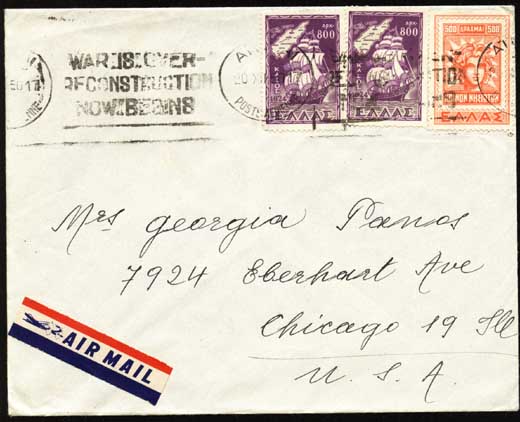 WAR IS OVER-
RECONSTRUCTION
NOW BEGINS
800
ΕΛΛΑΣ
800
ΕΛΛΑΣ
500 ΔΡΑΧΜΑΙ 500
ΕΛΛΑΣ
Mrs Georgia Panos
7924 Eberhart Ave
Chicago 19 Ill
U. S. A.
AIR MAIL